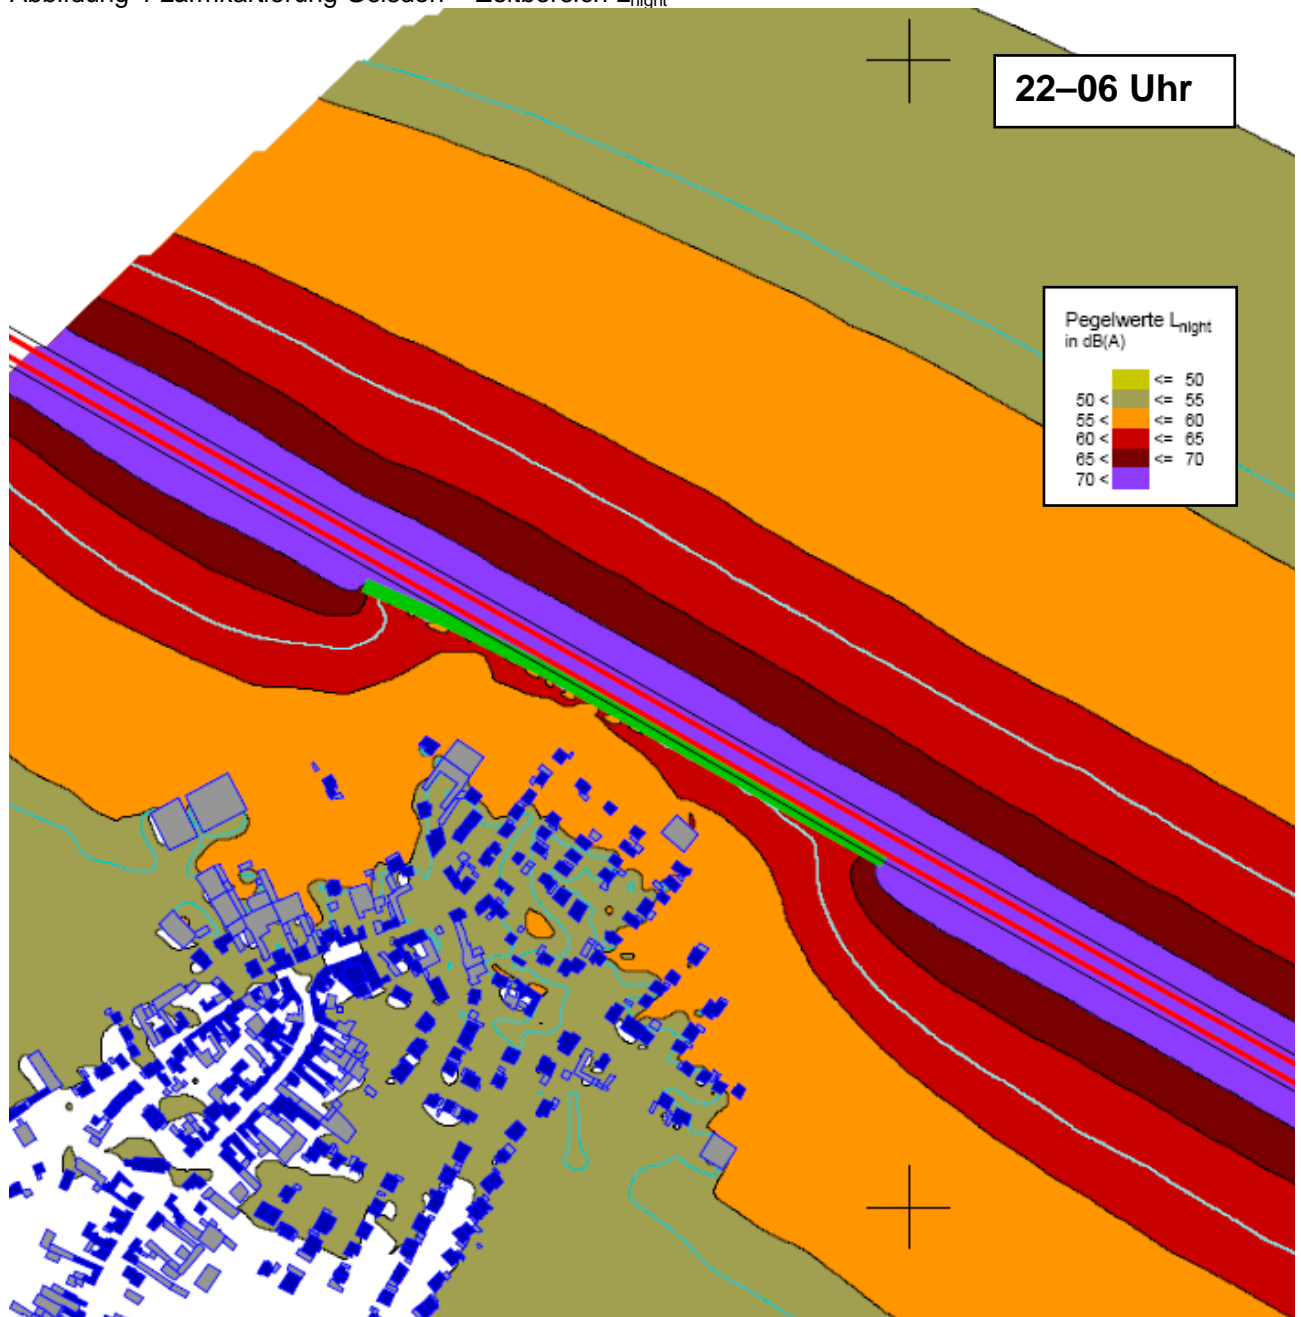 22–06 Uhr
Pegelwerte Lnight
in dB(A)
<= 50
50 < <= 55
55 < <= 60
60 < <= 65
65 < <= 70
70 <